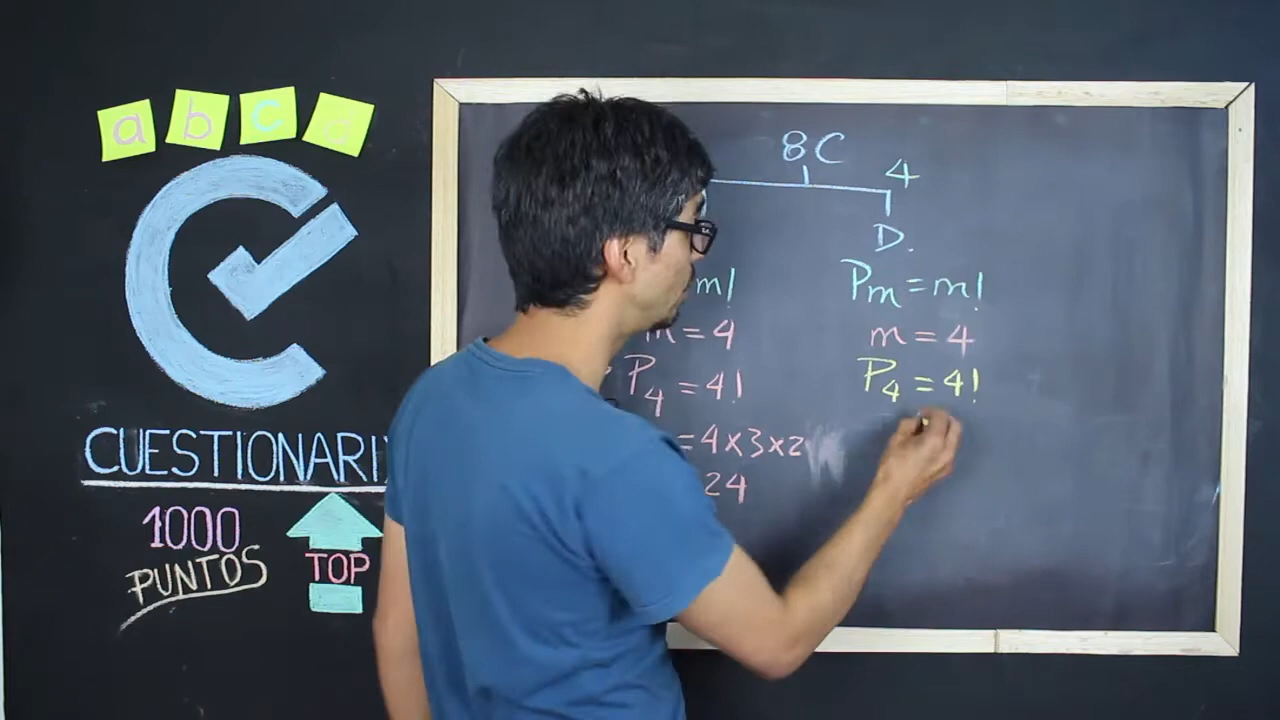 a b c d
CUESTIONARI
1000
PUNTOS
TOP
8C
4
D.
m!
m = 4
P4 = 4!
= 4x3x2
24
Pm = m!
m = 4
P4 = 4!